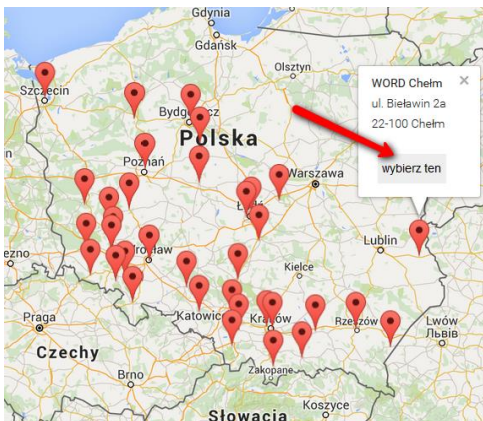 Gdynia
Gdańsk
Olsztyn
Szczecin
WORD Chełm
×
ul. Bieławin 2a
22-100 Chełm
Polska
wybierz ten
Poznań
Warszawa
Lublin
Kielce
Praga
Katowice
Kraków
Rzeszów
Lwów
Львів
Czechy
Brno
Zakopane
Koszyce
Słowacja